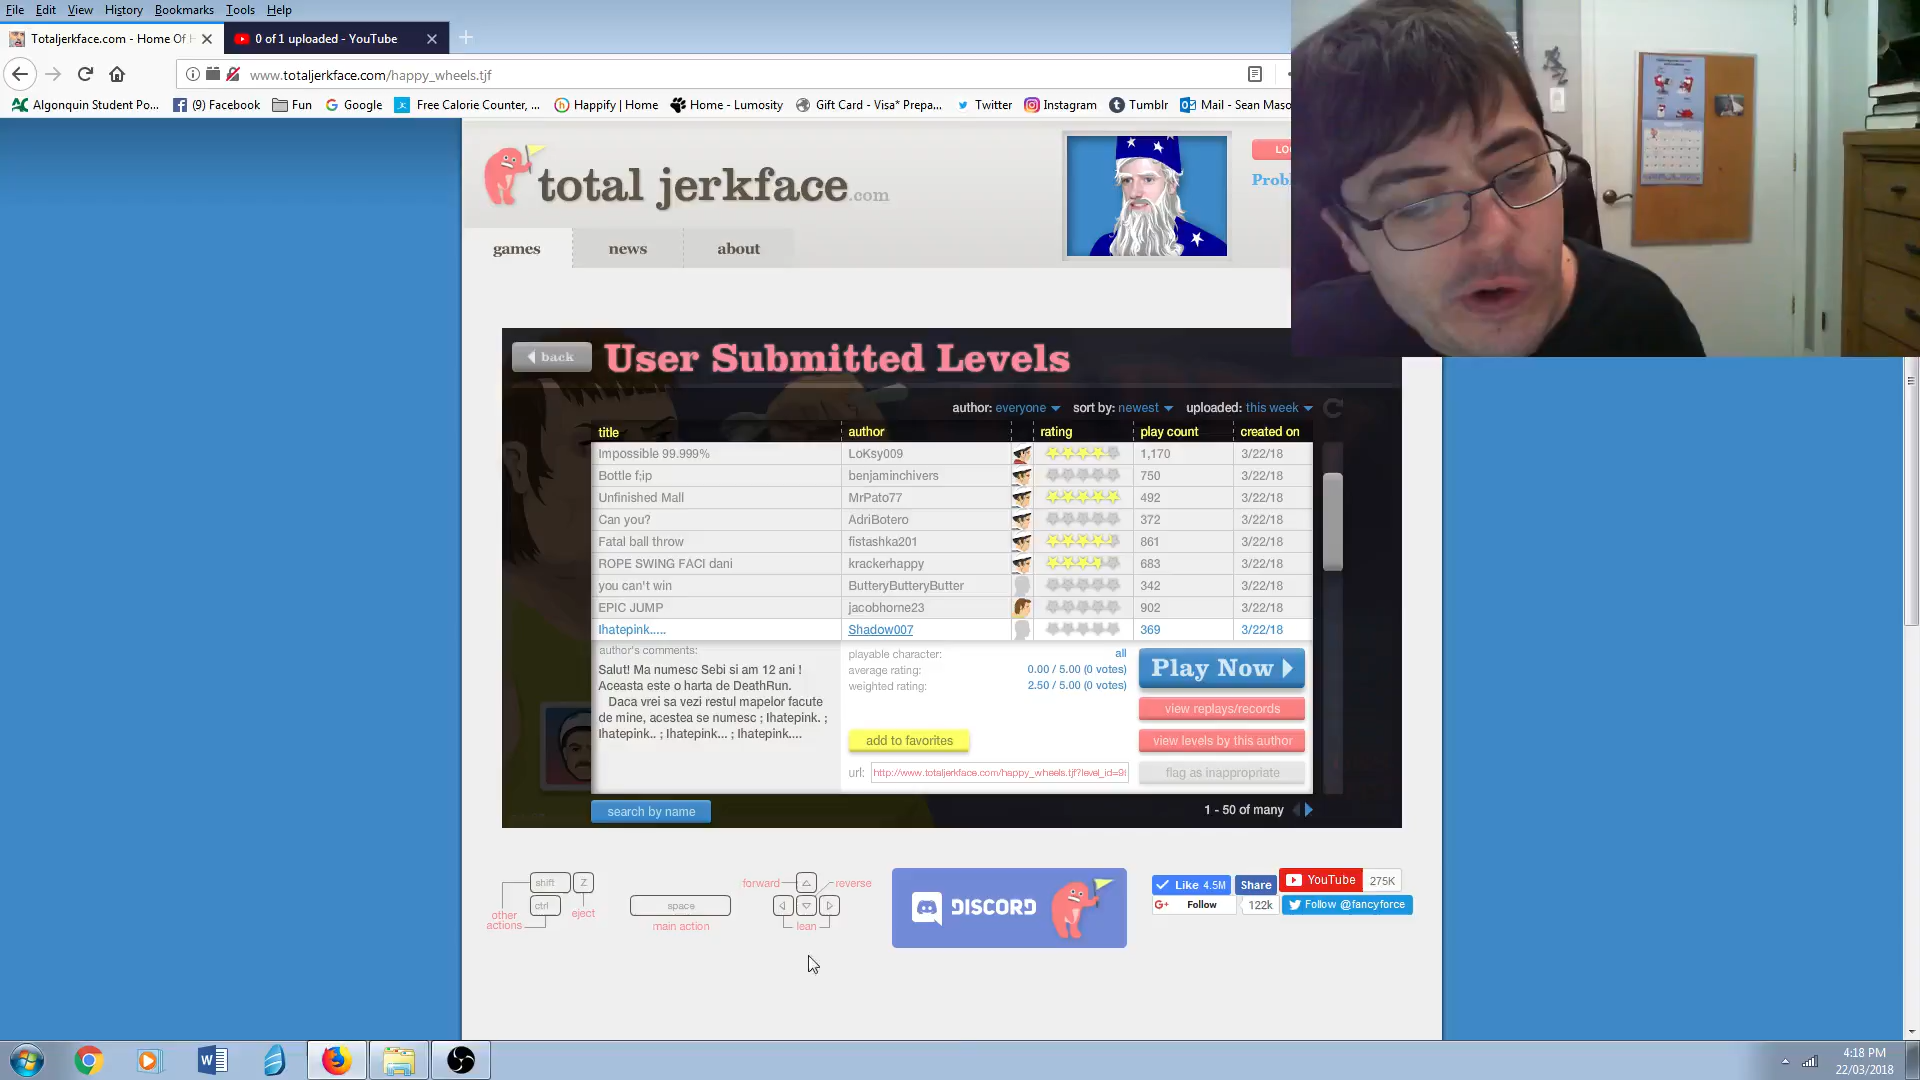 File Edit View History Bookmarks Tools Help
Totaljerkface.com - Home Of H
0 of 1 uploaded - YouTube
www.totaljerkface.com/happy_wheels.tjf
Algonquin Student Po... (9) Facebook Fun Google Free Calorie Counter, ... Happify | Home Home - Lumosity Gift Card - Visa* Prepa... Twitter Instagram Tumblr Mail - Sean Maso
total jerkface.com
LO
Probl
games news about
back
User Submitted Levels
author: everyone sort by: newest uploaded: this week
title author rating play count created on
Impossible 99.999% LoKsy009 1,170 3/22/18
Bottle f;ip benjaminchivers 750 3/22/18
Unfinished Mall MrPato77 492 3/22/18
Can you? AdriBotero 372 3/22/18
Fatal ball throw fistashka201 861 3/22/18
ROPE SWING FACI dani krackerhappy 683 3/22/18
you can't win ButteryButteryButter 342 3/22/18
EPIC JUMP jacobhorne23 902 3/22/18
Ihatepink..... Shadow007 369 3/22/18
author's comments:
Salut! Ma numesc Sebi si am 12 ani !
Aceasta este o harta de DeathRun.
Daca vrei sa vezi restul mapelor facute
de mine, acestea se numesc ; Ihatepink. ;
Ihatepink.. ; Ihatepink... ; Ihatepink....
playable character: all
average rating: 0.00 / 5.00 (0 votes)
weighted rating: 2.50 / 5.00 (0 votes)
add to favorites
url: http://www.totaljerkface.com/happy_wheels.tjf?level_id=9
Play Now
view replays/records
view levels by this author
flag as inappropriate
search by name
1 - 50 of many
shift Z
ctrl
other
actions
eject
space
main action
forward reverse
lean
DISCORD
Like 4.5M Share YouTube 275K
G+ Follow 122k Follow @fancyforce
4:18 PM
22/03/2018